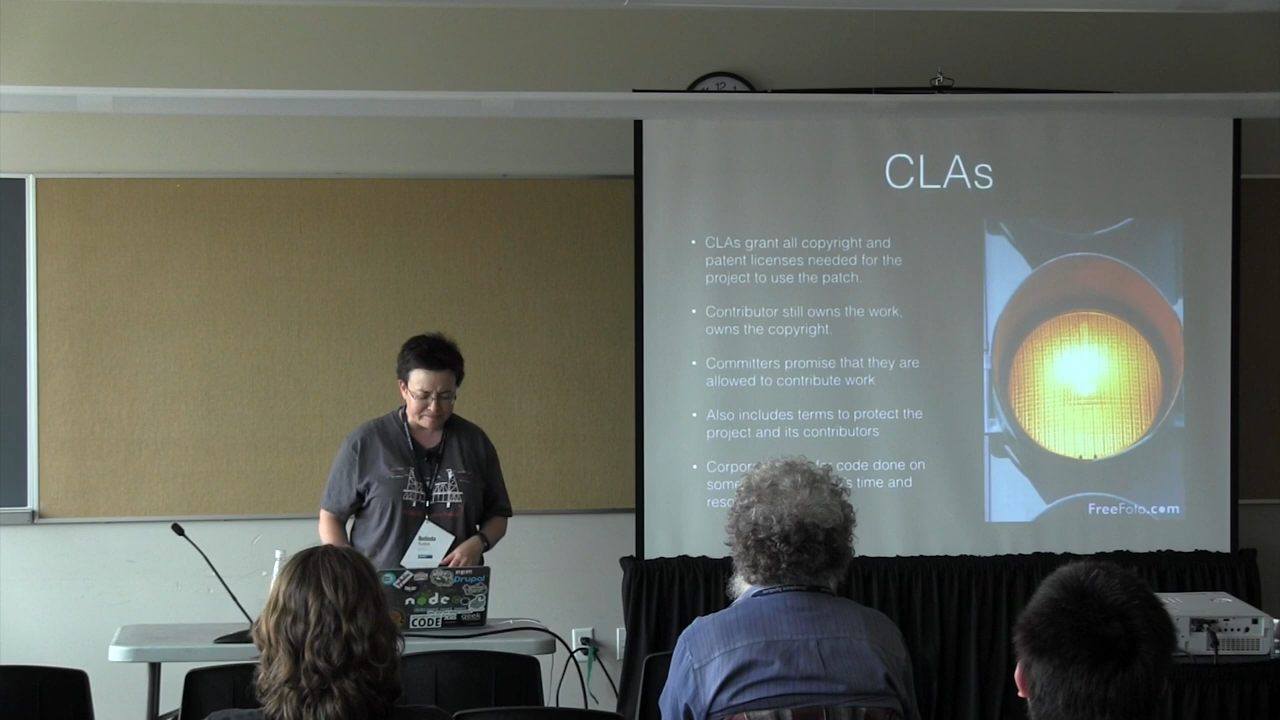 12
CLAs
• CLAs grant all copyright and
patent licenses needed for the
project to use the patch.
• Contributor still owns the work,
owns the copyright.
• Committers promise that they are
allowed to contribute work
• Also includes terms to protect the
project and its contributors
• code done on
time and
FreeFoto.com
Belinda
Drupal
node
CODE